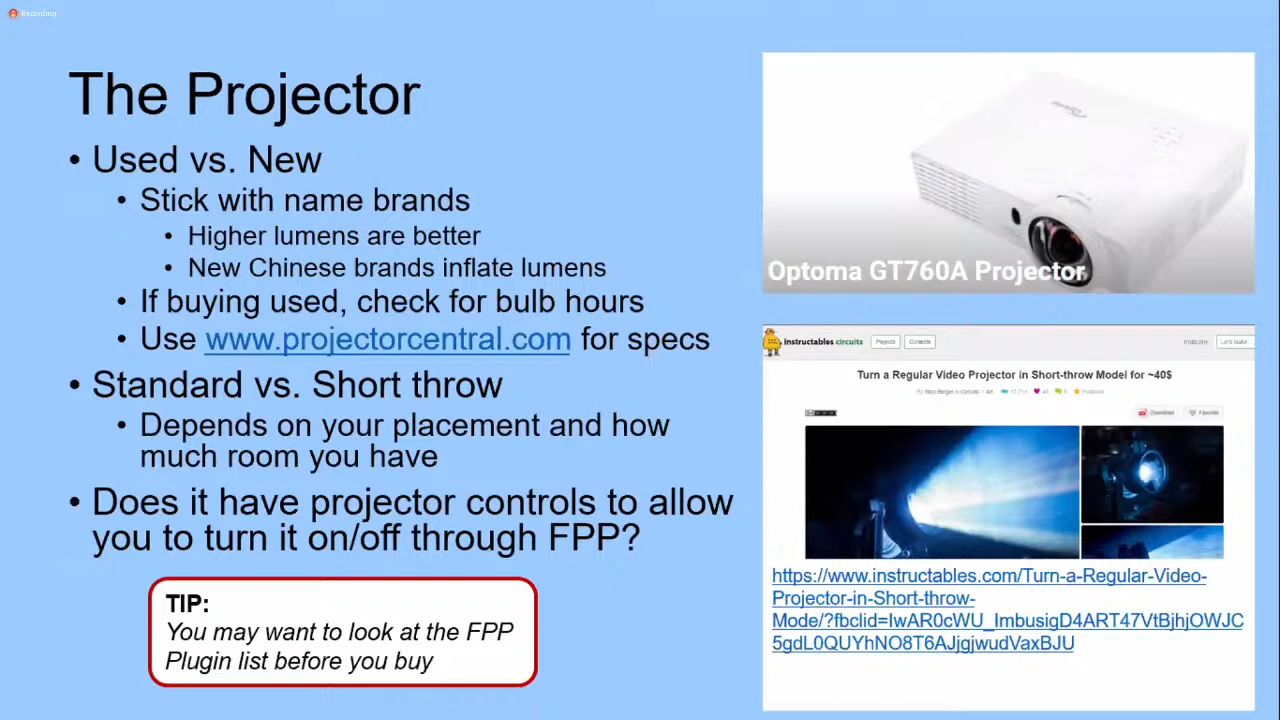 Recording
The Projector
• Used vs. New
• Stick with name brands
• Higher lumens are better
• New Chinese brands inflate lumens
• If buying used, check for bulb hours
• Use www.projectorcentral.com for specs
• Standard vs. Short throw
• Depends on your placement and how
much room you have
• Does it have projector controls to allow
you to turn it on/off through FPP?
TIP:
You may want to look at the FPP
Plugin list before you buy
Optoma GT760A Projector
instructables circuits Projects Contests PUBLISH Let's Make
Turn a Regular Video Projector in Short-throw Model for ~40$
Download Favorite
https://www.instructables.com/Turn-a-Regular-Video-
Projector-in-Short-throw-
Mode/?fbclid=IwAR0cWU_ImbusigD4ART47VtBjhjOWJC
5gdL0QUYhNO8T6AJjgjwudVaxBJU